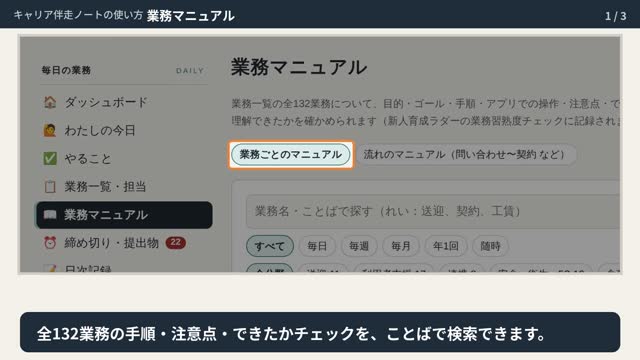 キャリア伴走ノートの使い方 業務マニュアル
1 / 3
毎日の業務 DAILY
🏠 ダッシュボード
🙋 わたしの今日
✅ やること
📋 業務一覧・担当
📖 業務マニュアル
⏰ 締め切り・提出物 22
📝 日次記録
業務マニュアル
業務一覧の全132業務について、目的・ゴール・手順・アプリでの操作・注意点・で
理解できたかを確かめられます（新人育成ラダーの業務習熟度チェックに記録され
業務ごとのマニュアル 流れのマニュアル（問い合わせ〜契約 など）
業務名・ことばで探す（れい：送迎、契約、工賃）
すべて 毎日 毎週 毎月 年1回 随時
全132業務の手順・注意点・できたかチェックを、ことばで検索できます。